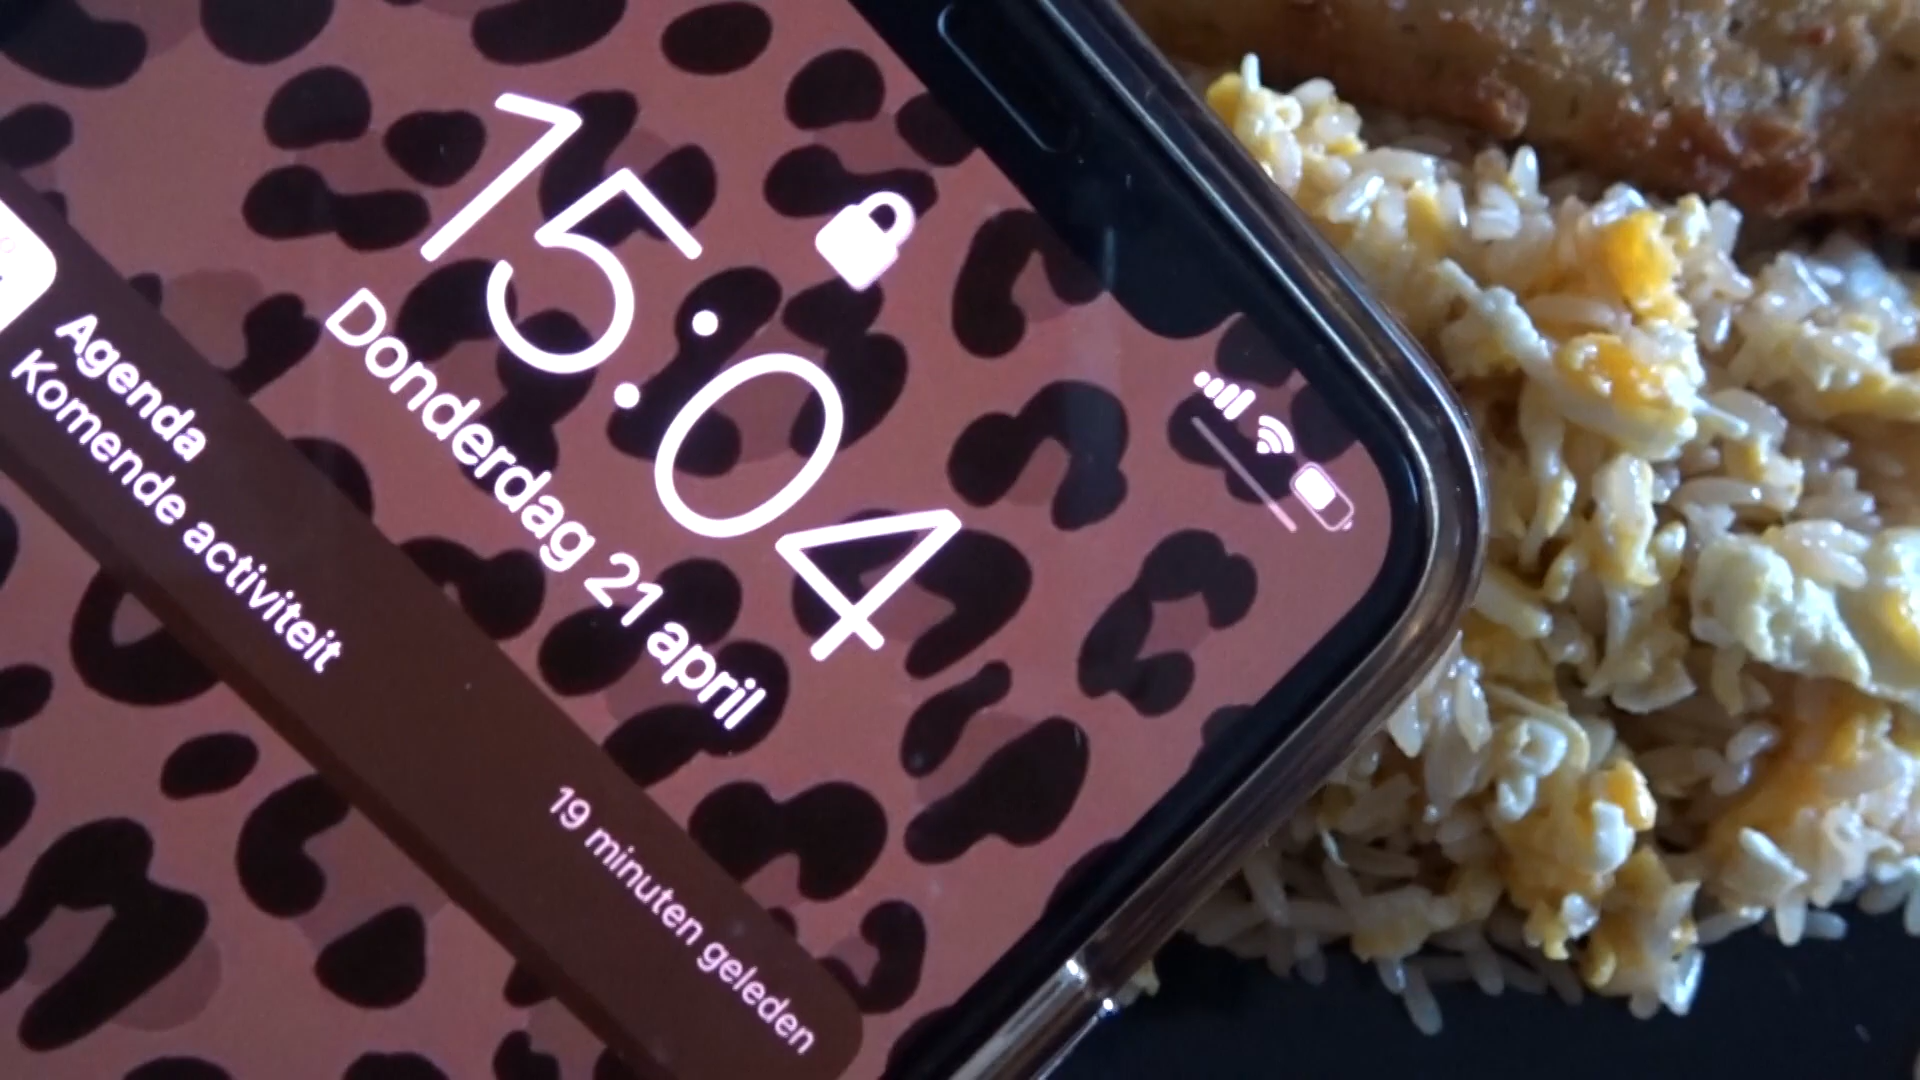 15:04
Donderdag 21 april
Agenda
Komende activiteit
19 minuten geleden